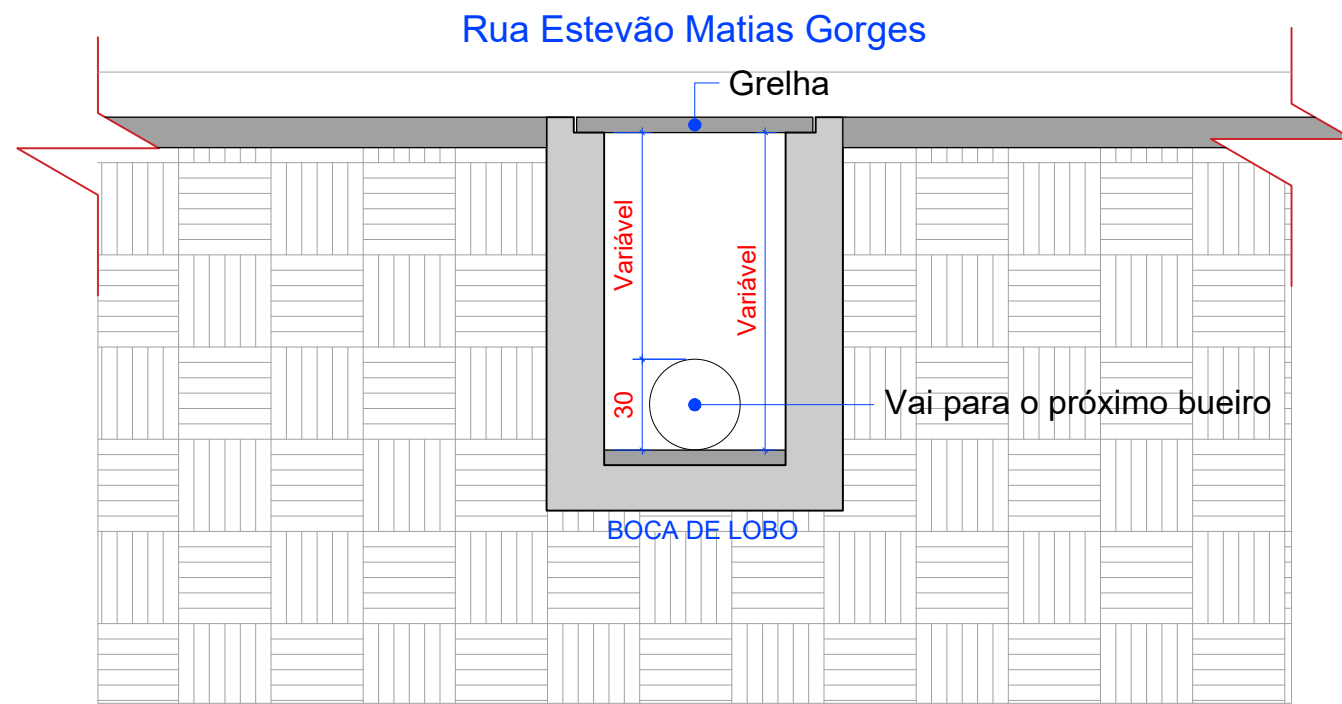 Rua Estevão Matias Gorges
Grelha
Variável
Variável
30
Vai para o próximo bueiro
BOCA DE LOBO